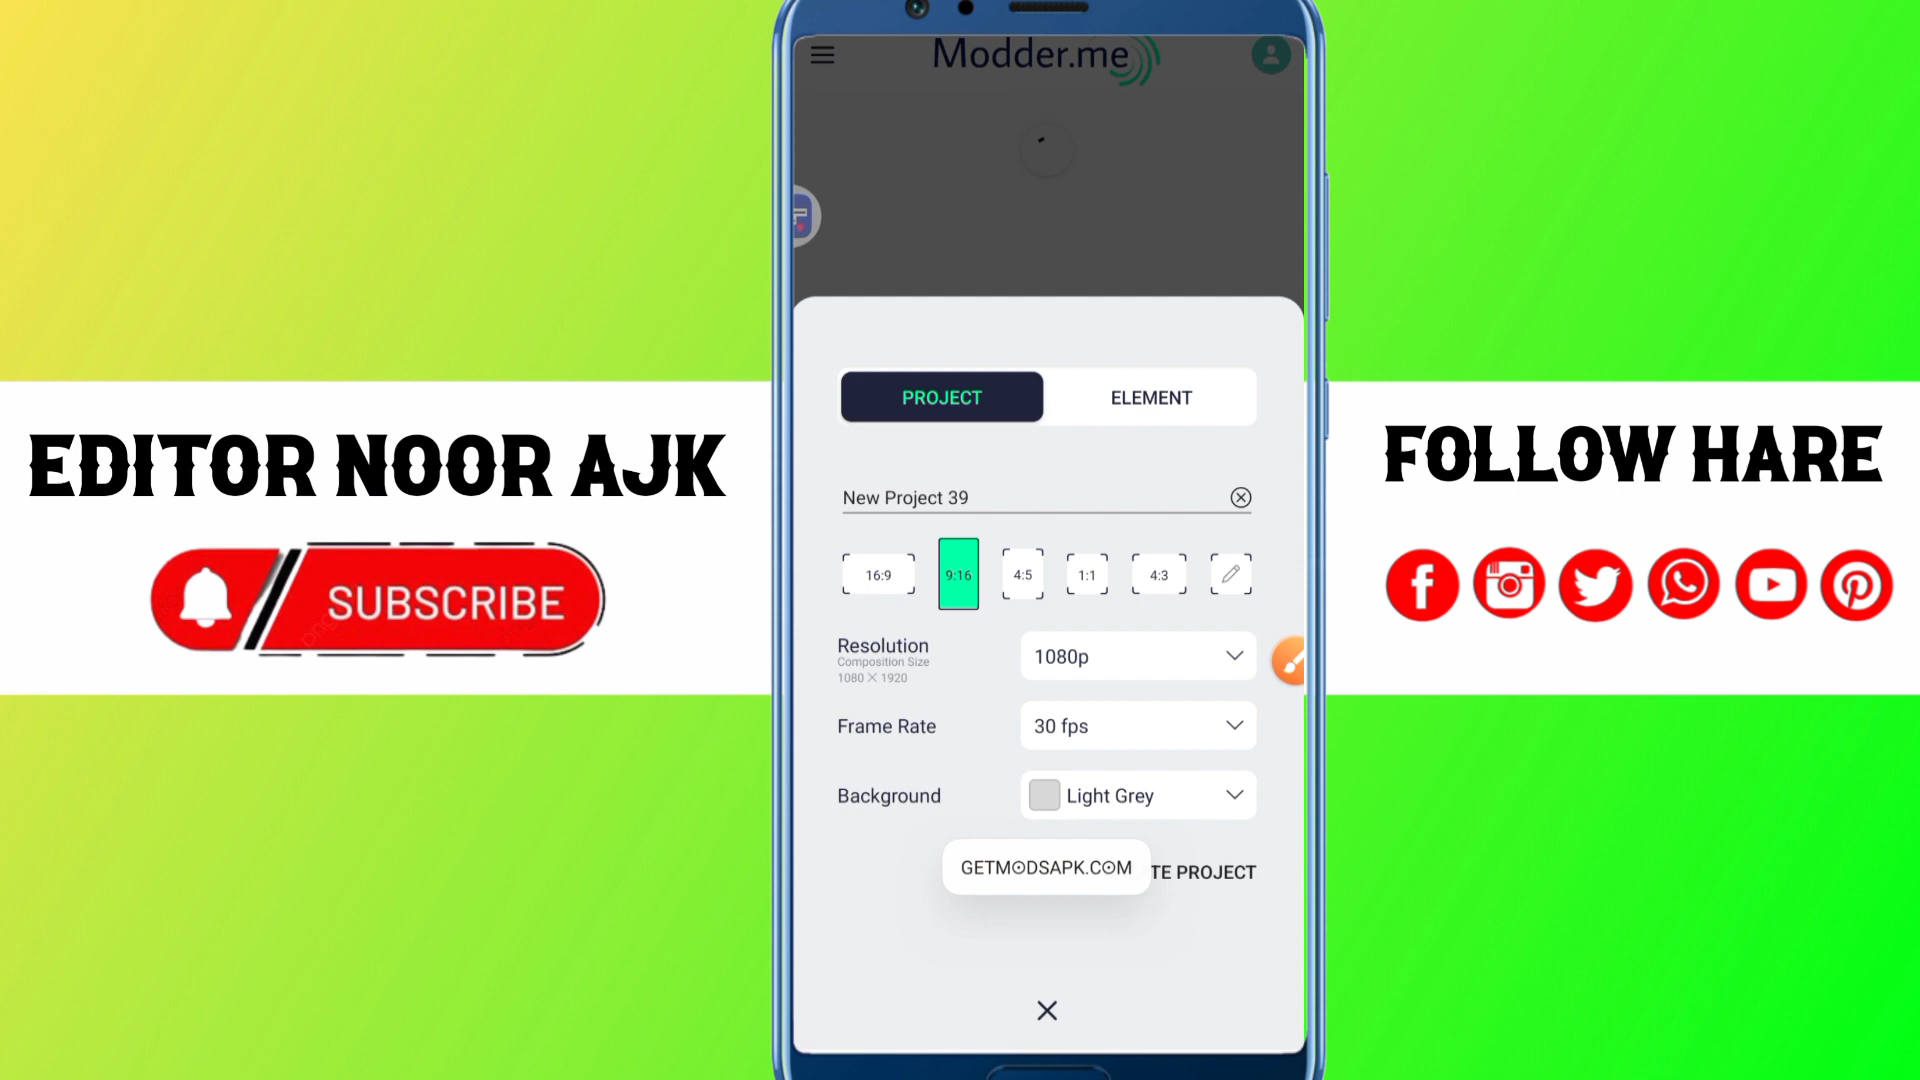 Modder.me
PROJECT
ELEMENT
EDITOR NOOR AJK
FOLLOW HARE
New Project 39
16:9
9:16
4:5
1:1
4:3
SUBSCRIBE
Resolution
Composition Size
1080 × 1920
1080p
Frame Rate
30 fps
Background
Light Grey
GETMODSAPK.COM
TE PROJECT